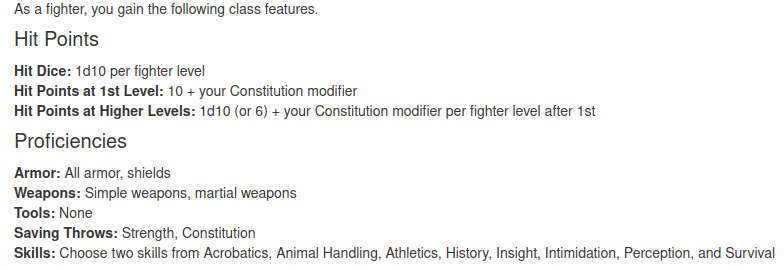 As a fighter, you gain the following class features.
Hit Points
Hit Dice: 1d10 per fighter level
Hit Points at 1st Level: 10 + your Constitution modifier
Hit Points at Higher Levels: 1d10 (or 6) + your Constitution modifier per fighter level after 1st
Proficiencies
Armor: All armor, shields
Weapons: Simple weapons, martial weapons
Tools: None
Saving Throws: Strength, Constitution
Skills: Choose two skills from Acrobatics, Animal Handling, Athletics, History, Insight, Intimidation, Perception, and Survival